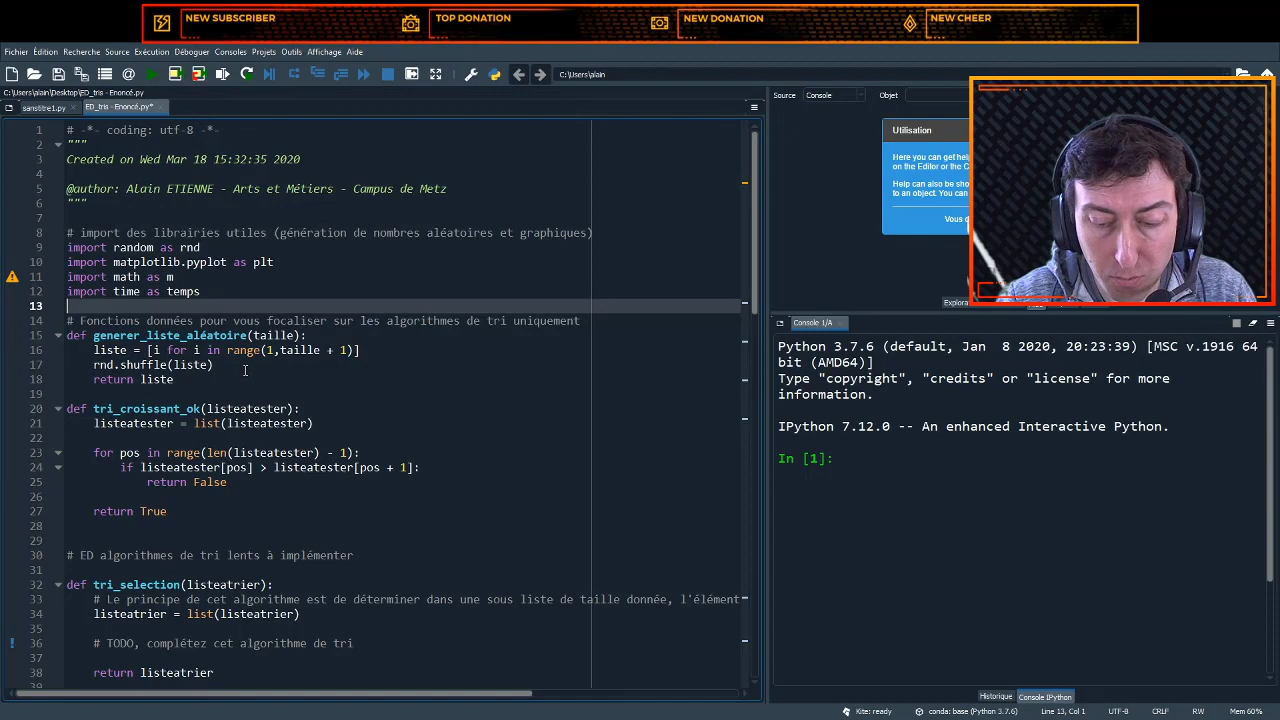 NEW SUBSCRIBER
TOP DONATION
NEW DONATION
NEW CHEER
Fichier Édition Recherche Source Exécution Déboguer Consoles Projets Outils Affichage Aide
C:\Users\alain
C:\Users\alain\Desktop\ED_tris - Enoncé.py
sanstitre1.py
ED_tris - Enoncé.py*
Source Console Objet
1 # -*- coding: utf-8 -*-
2 """
3 Created on Wed Mar 18 15:32:35 2020
4
5 @author: Alain ETIENNE - Arts et Métiers - Campus de Metz
6 """
7
8 # import des librairies utiles (génération de nombres aléatoires et graphiques)
9 import random as rnd
10 import matplotlib.pyplot as plt
11 import math as m
12 import time as temps
13
14 # Fonctions données pour vous focaliser sur les algorithmes de tri uniquement
15 def generer_liste_aléatoire(taille):
16 liste = [i for i in range(1,taille + 1)]
17 rnd.shuffle(liste)
18 return liste
19
20 def tri_croissant_ok(listeatester):
21 listeatester = list(listeatester)
22
23 for pos in range(len(listeatester) - 1):
24 if listeatester[pos] > listeatester[pos + 1]:
25 return False
26
27 return True
28
29
30 # ED algorithmes de tri lents à implémenter
31
32 def tri_selection(listeatrier):
33 # Le principe de cet algorithme est de déterminer dans une sous liste de taille donnée, l'élément
34 listeatrier = list(listeatrier)
35
36 # TODO, complétez cet algorithme de tri
37
38 return listeatrier
Utilisation
Here you can get hel
on the Editor or the C
Help can also be sho
to an object. You can
Vous
Explora
Console 1/A
Python 3.7.6 (default, Jan 8 2020, 20:23:39) [MSC v.1916 64
bit (AMD64)]
Type "copyright", "credits" or "license" for more
information.
IPython 7.12.0 -- An enhanced Interactive Python.
In [1]:
Historique Console IPython
Kite: ready conda: base (Python 3.7.6) Line 13, Col 1 UTF-8 CRLF RW Mem 60%